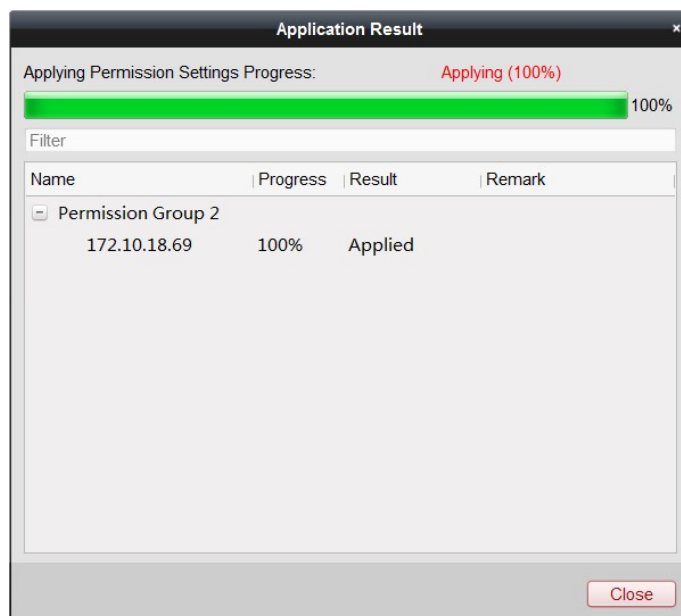 Application Result ×
Applying Permission Settings Progress: Applying (100%)
100%
Filter
Name Progress Result Remark
Permission Group 2
172.10.18.69 100% Applied
Close